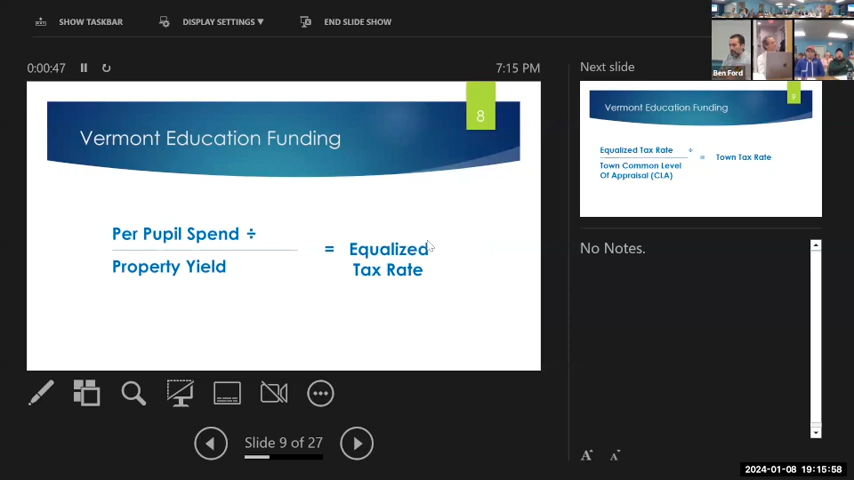 SHOW TASKBAR
DISPLAY SETTINGS ▼
END SLIDE SHOW
Ben Ford
0:00:47
7:15 PM
Next slide
8
Vermont Education Funding
Per Pupil Spend ÷
Property Yield
= Equalized
Tax Rate
Vermont Education Funding
Equalized Tax Rate ÷
Town Common Level
Of Appraisal (CLA)
= Town Tax Rate
No Notes.
Slide 9 of 27
A A
2024-01-08 19:15:58